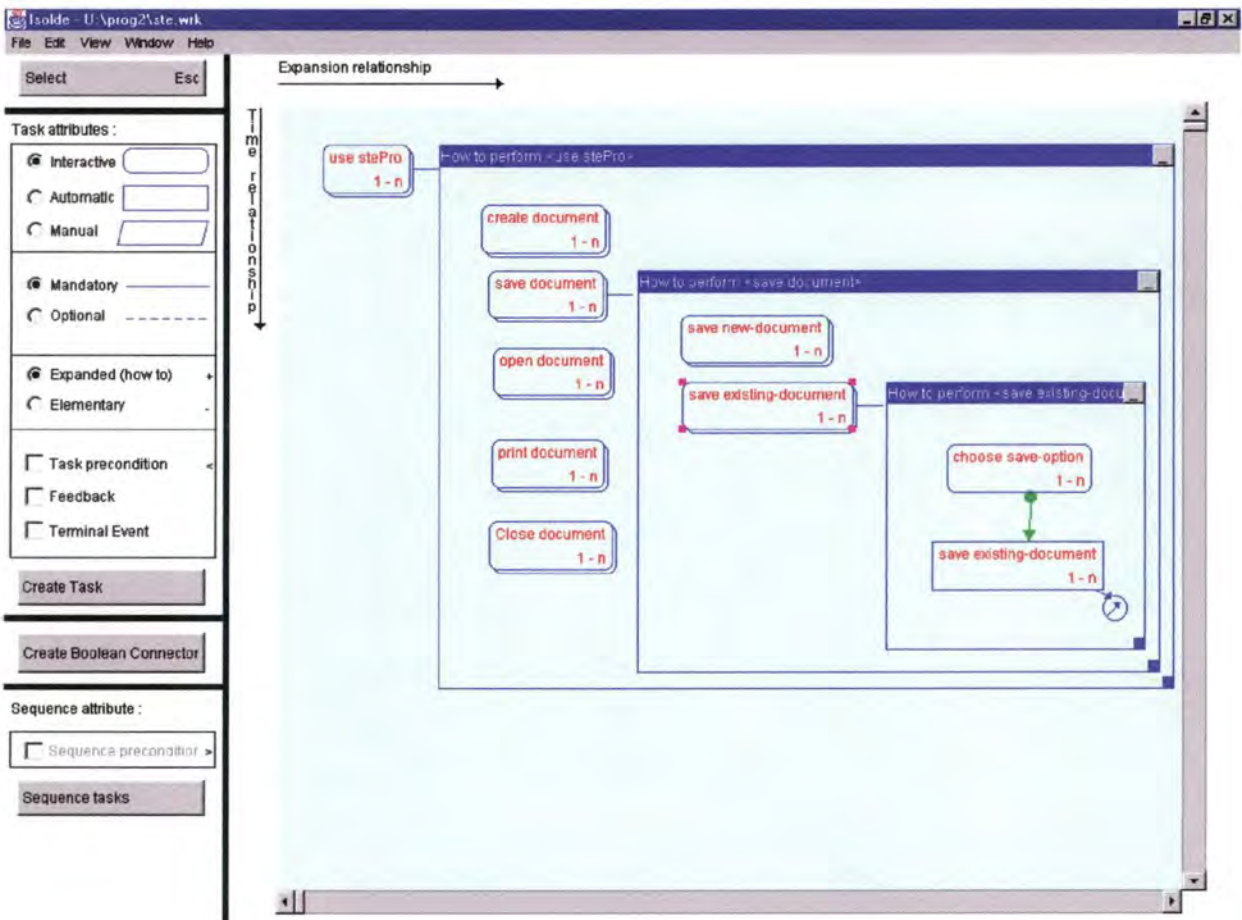 Isolde - U:\prog2\ste.wrk
File Edit View Window Help
Select Esc
Task attributes :
Interactive
Automatic
Manual
Mandatory
Optional
Expanded (how to) +
Elementary -
Task precondition <
Feedback
Terminal Event
Create Task
Create Boolean Connector
Sequence attribute :
Sequence precondition >
Sequence tasks
Expansion relationship
Time relationship
use stePro
1 - n
How to perform <use stePro>
create document
1 - n
save document
1 - n
open document
1 - n
print document
1 - n
Close document
1 - n
How to perform <save document>
save new-document
1 - n
save existing-document
1 - n
How to perform <save existing-docu
choose save-option
1 - n
save existing-document
1 - n